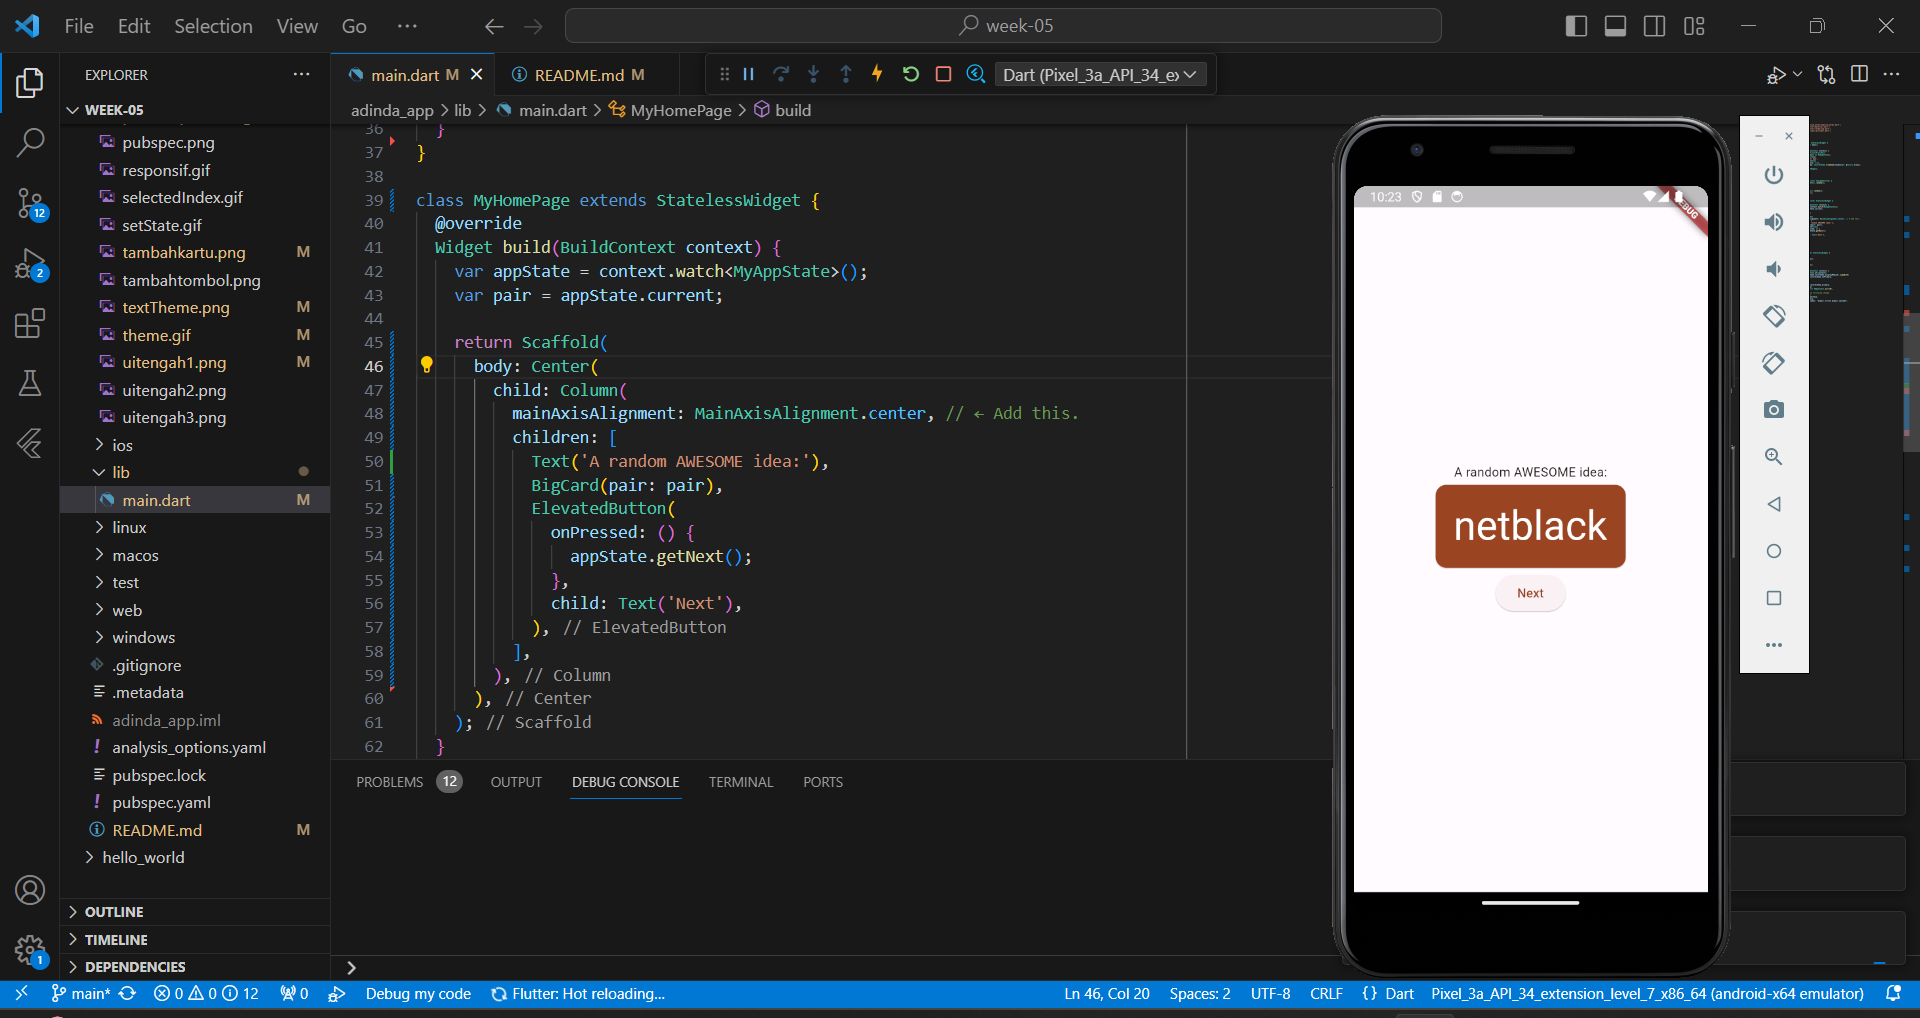 File Edit Selection View Go ··· week-05
EXPLORER ···
WEEK-05
pubspec.png
responsif.gif
selectedIndex.gif
setState.gif
tambahkartu.png M
tambahtombol.png
textTheme.png M
theme.gif M
uitengah1.png M
uitengah2.png
uitengah3.png
ios
lib
main.dart M
linux
macos
test
web
windows
.gitignore
.metadata
adinda_app.iml
analysis_options.yaml
pubspec.lock
pubspec.yaml
README.md M
hello_world
OUTLINE
TIMELINE
DEPENDENCIES
12
2
1
main.dart M README.md M Dart (Pixel_3a_API_34_ex
adinda_app > lib > main.dart > MyHomePage > build
36 }
37 }
38
39 class MyHomePage extends StatelessWidget {
40 @override
41 Widget build(BuildContext context) {
42 var appState = context.watch<MyAppState>();
43 var pair = appState.current;
44
45 return Scaffold(
46 body: Center(
47 child: Column(
48 mainAxisAlignment: MainAxisAlignment.center, // ← Add this.
49 children: [
50 Text('A random AWESOME idea:'),
51 BigCard(pair: pair),
52 ElevatedButton(
53 onPressed: () {
54 appState.getNext();
55 },
56 child: Text('Next'),
57 ), // ElevatedButton
58 ],
59 ), // Column
60 ), // Center
61 ); // Scaffold
62 }
PROBLEMS 12 OUTPUT DEBUG CONSOLE TERMINAL PORTS
10:23
A random AWESOME idea:
netblack
Next
main* 0 0 12 0 Debug my code Flutter: Hot reloading... Ln 46, Col 20 Spaces: 2 UTF-8 CRLF {} Dart Pixel_3a_API_34_extension_level_7_x86_64 (android-x64 emulator)